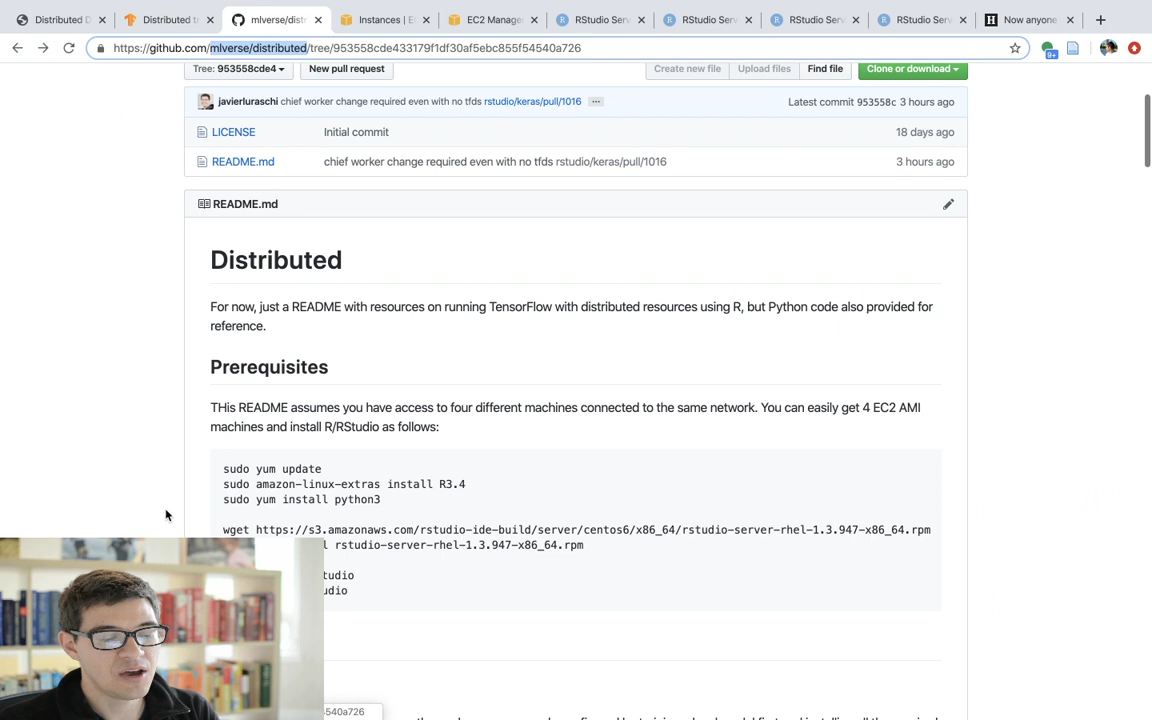 Distributed D
Distributed tr
mlverse/distr
Instances | E
EC2 Manage
RStudio Serv
RStudio Serv
RStudio Serv
RStudio Serv
H
Now anyone
https://github.com/mlverse/distributed/tree/953558cde433179f1df30af5ebc855f54540a726
9+
Tree: 953558cde4
New pull request
Create new file
Upload files
Find file
Clone or download
javierluraschi chief worker change required even with no tfds rstudio/keras/pull/1016
Latest commit 953558c 3 hours ago
LICENSE
Initial commit
18 days ago
README.md
chief worker change required even with no tfds rstudio/keras/pull/1016
3 hours ago
README.md
Distributed
For now, just a README with resources on running TensorFlow with distributed resources using R, but Python code also provided for
reference.
Prerequisites
THis README assumes you have access to four different machines connected to the same network. You can easily get 4 EC2 AMI
machines and install R/RStudio as follows:
sudo yum update
sudo amazon-linux-extras install R3.4
sudo yum install python3
wget https://s3.amazonaws.com/rstudio-ide-build/server/centos6/x86_64/rstudio-server-rhel-1.3.947-x86_64.rpm
l rstudio-server-rhel-1.3.947-x86_64.rpm
tudio
udio
4540a726